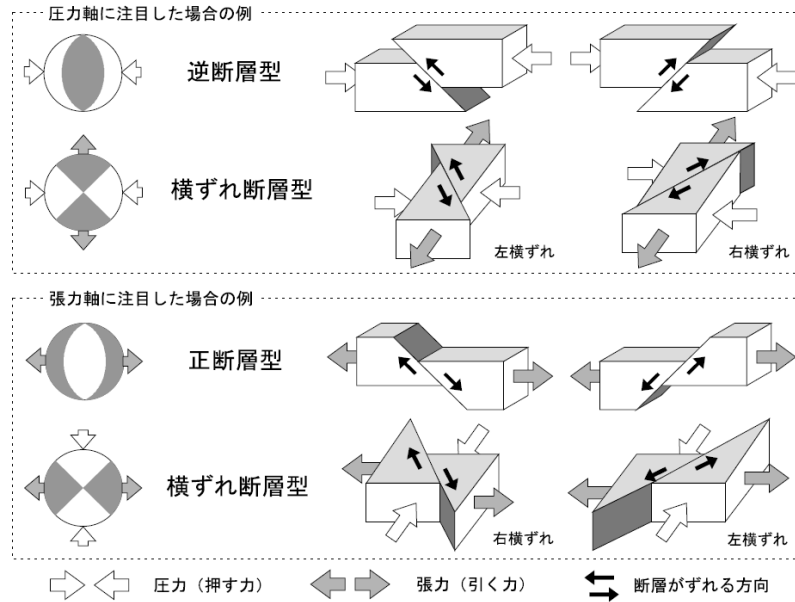 圧力軸に注目した場合の例
逆断層型
横ずれ断層型
左横ずれ
右横ずれ
張力軸に注目した場合の例
正断層型
横ずれ断層型
右横ずれ
左横ずれ
圧力（押す力）
張力（引く力）
断層がずれる方向